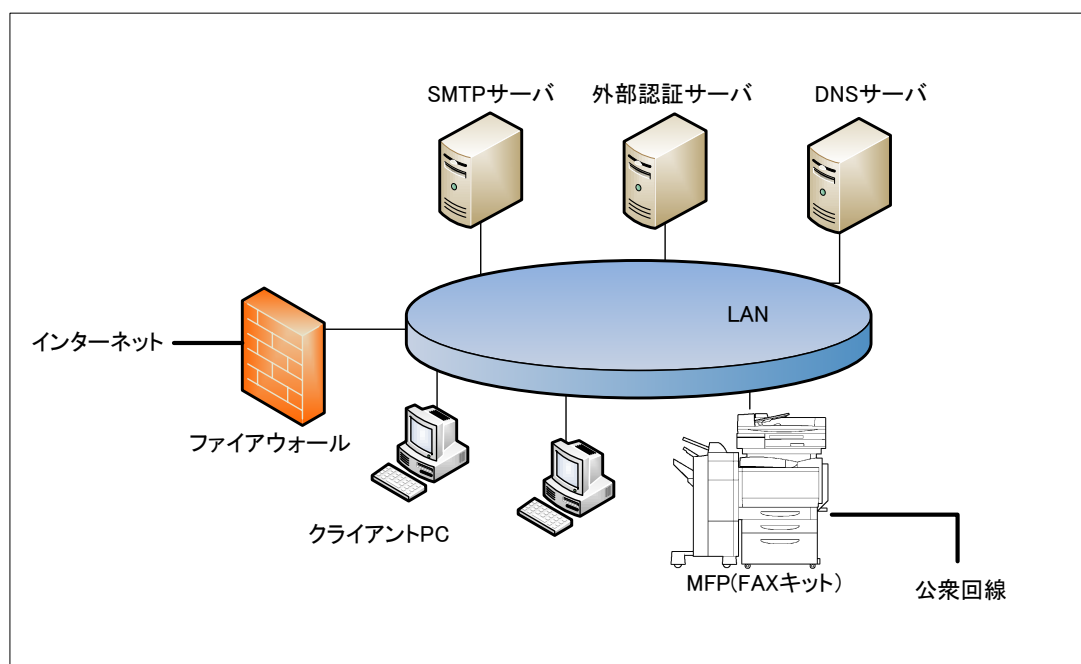 SMTPサーバ
外部認証サーバ
DNSサーバ
LAN
インターネット
ファイアウォール
クライアントPC
MFP(FAXキット)
公衆回線